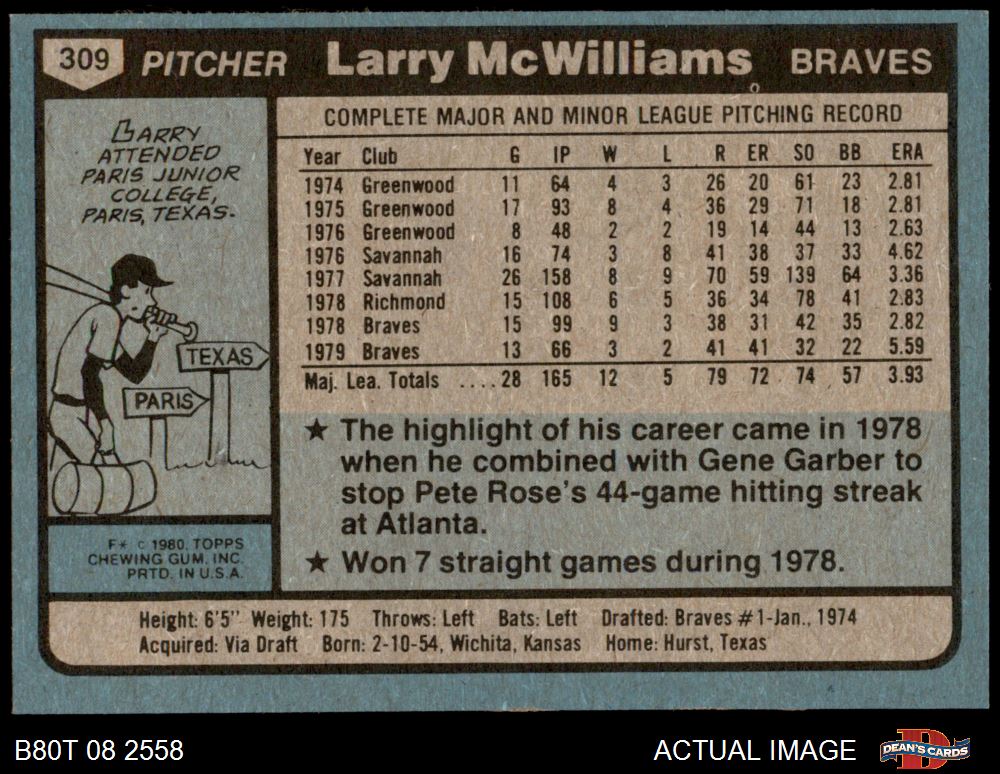 309 PITCHER Larry McWilliams BRAVES
LARRY
ATTENDED
PARIS JUNIOR
COLLEGE,
PARIS, TEXAS.
TEXAS
PARIS
F* © 1980. TOPPS
CHEWING GUM, INC.
PRTD. IN U.S.A.
COMPLETE MAJOR AND MINOR LEAGUE PITCHING RECORD
Year Club G IP W L R ER SO BB ERA
1974 Greenwood 11 64 4 3 26 20 61 23 2.81
1975 Greenwood 17 93 8 4 36 29 71 18 2.81
1976 Greenwood 8 48 2 2 19 14 44 13 2.63
1976 Savannah 16 74 3 8 41 38 37 33 4.62
1977 Savannah 26 158 8 9 70 59 139 64 3.36
1978 Richmond 15 108 6 5 36 34 78 41 2.83
1978 Braves 15 99 9 3 38 31 42 35 2.82
1979 Braves 13 66 3 2 41 41 32 22 5.59
Maj. Lea. Totals ....28 165 12 5 79 72 74 57 3.93
★ The highlight of his career came in 1978
when he combined with Gene Garber to
stop Pete Rose's 44-game hitting streak
at Atlanta.
★ Won 7 straight games during 1978.
Height: 6'5" Weight: 175 Throws: Left Bats: Left Drafted: Braves #1-Jan., 1974
Acquired: Via Draft Born: 2-10-54, Wichita, Kansas Home: Hurst, Texas
B80T 08 2558 ACTUAL IMAGE DEAN'S CARDS